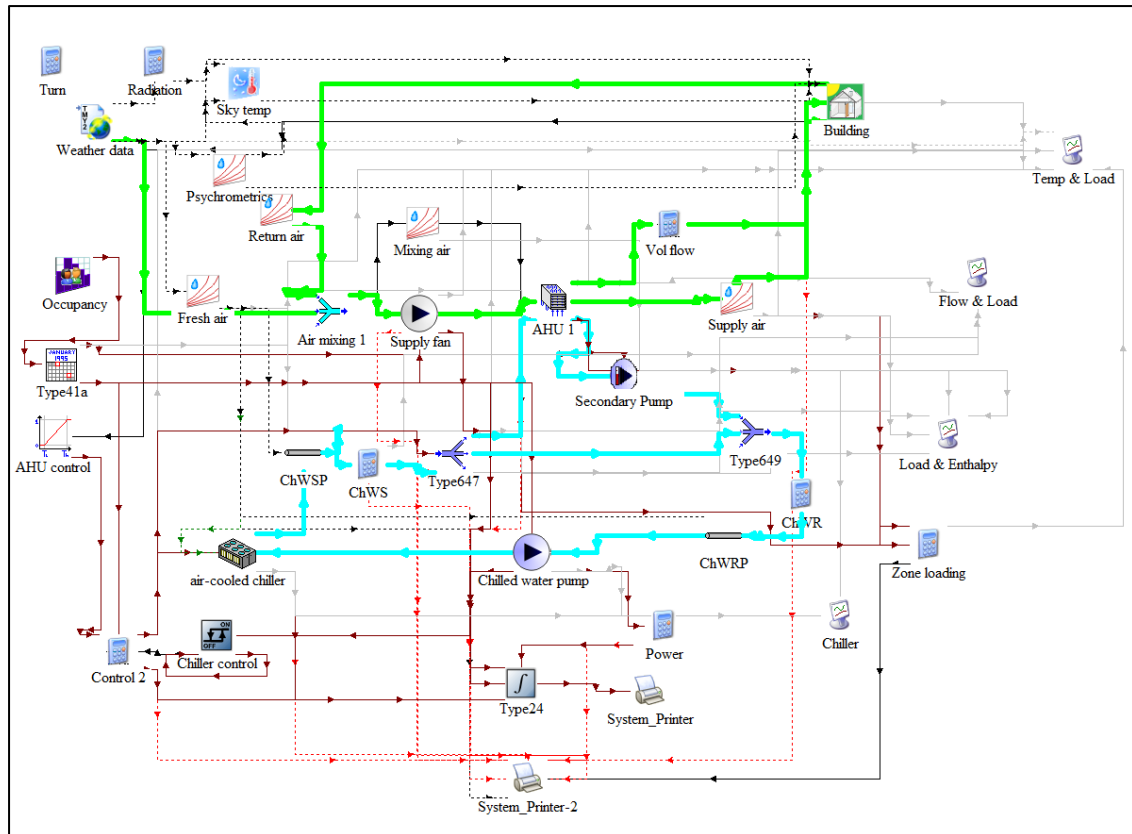 Turn
Radiation
Sky temp
TMY2
Weather data
Building
Temp & Load
Psychrometrics
Return air
Mixing air
Vol flow
Occupancy
Fresh air
Air mixing 1
Supply fan
AHU 1
Supply air
Flow & Load
JANUARY
1995
Type41a
Secondary Pump
AHU control
ChWSP
ChWS
Type647
Type649
Load & Enthalpy
ChWR
air-cooled chiller
Chilled water pump
ChWRP
Zone loading
ON
OFF
Control 2
Chiller control
Power
Chiller
∫
Type24
System_Printer
System_Printer-2